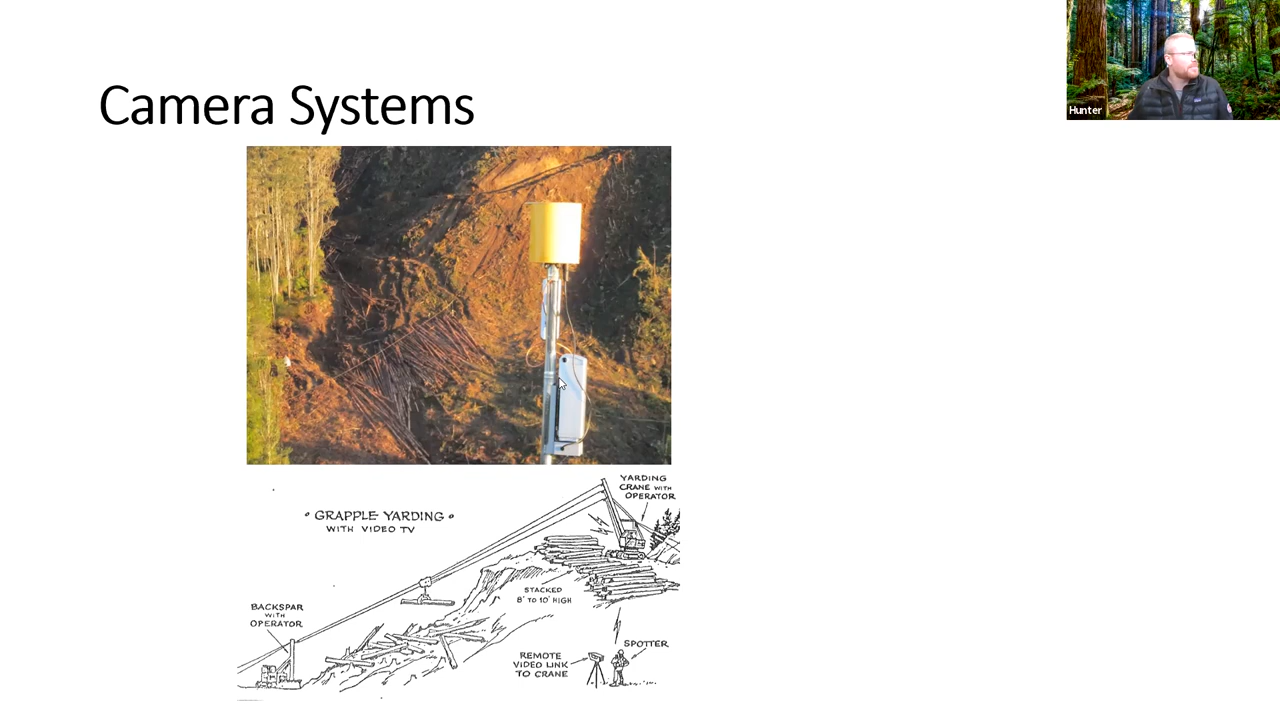 Camera Systems
Hunter
° GRAPPLE YARDING °
WITH VIDEO TV
YARDING
CRANE WITH
OPERATOR
STACKED
8' TO 10' HIGH
BACKSPAR
WITH
OPERATOR
SPOTTER
REMOTE
VIDEO LINK
TO CRANE